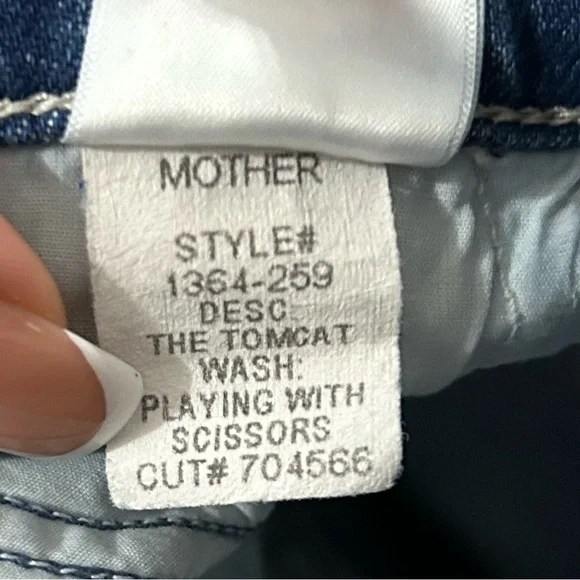 MOTHER
STYLE#
1364-259
DESC
THE TOMCAT
WASH:
PLAYING WITH
SCISSORS
CUT# 704566